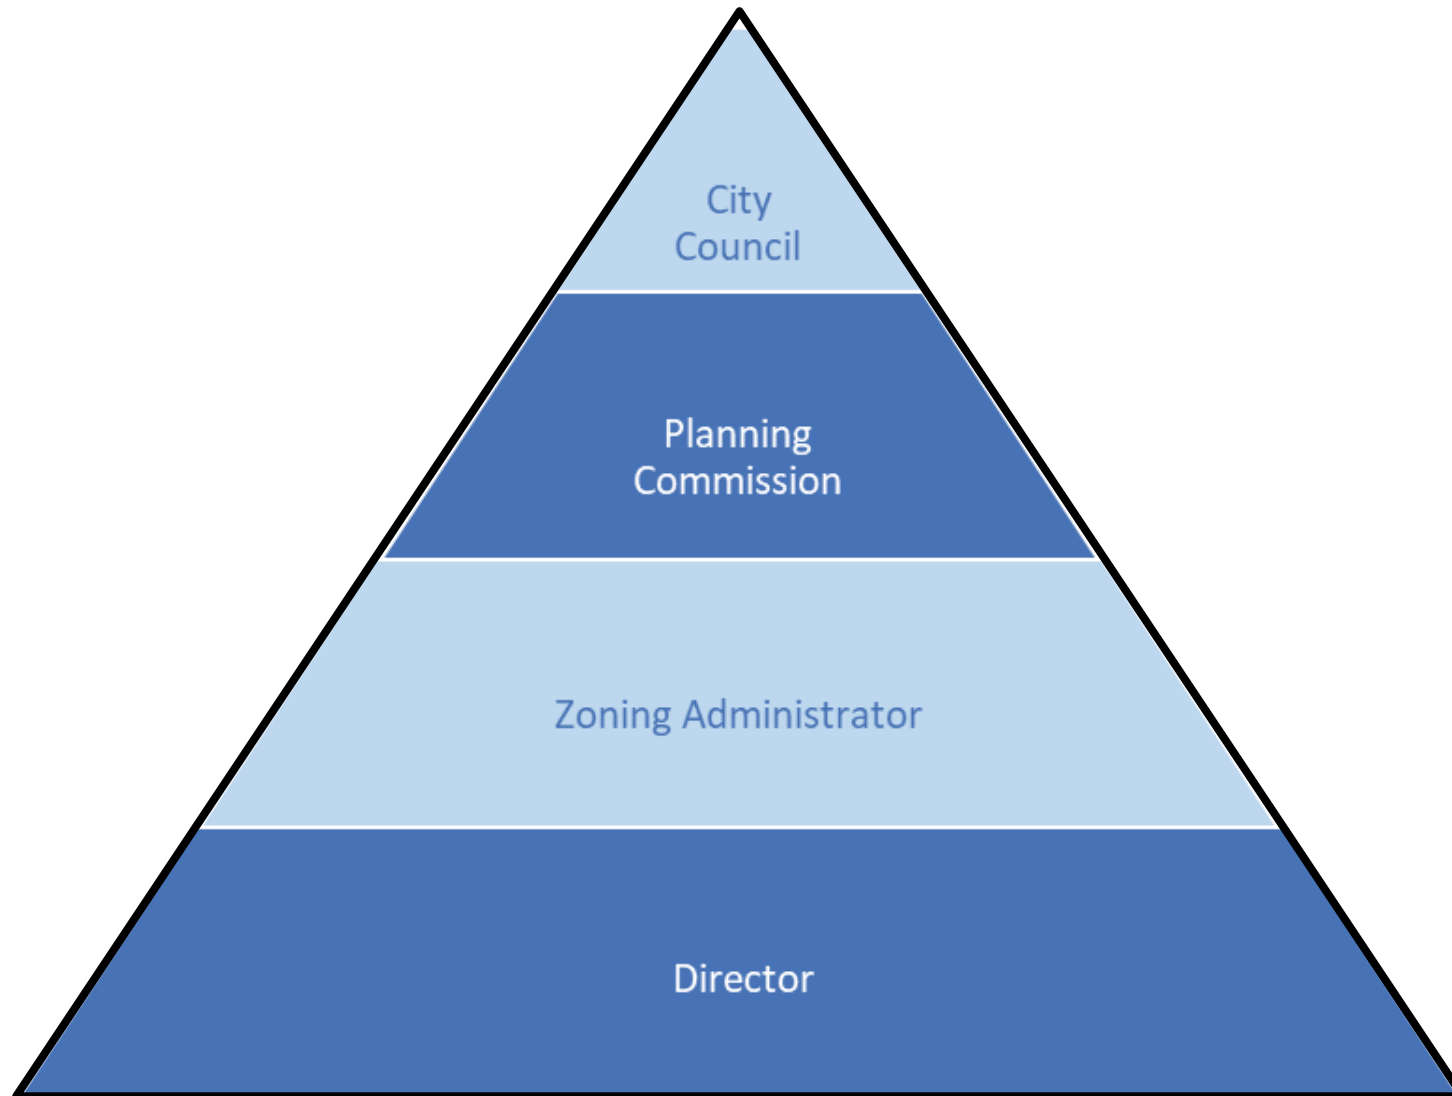 City
Council
Planning
Commission
Zoning Administrator
Director